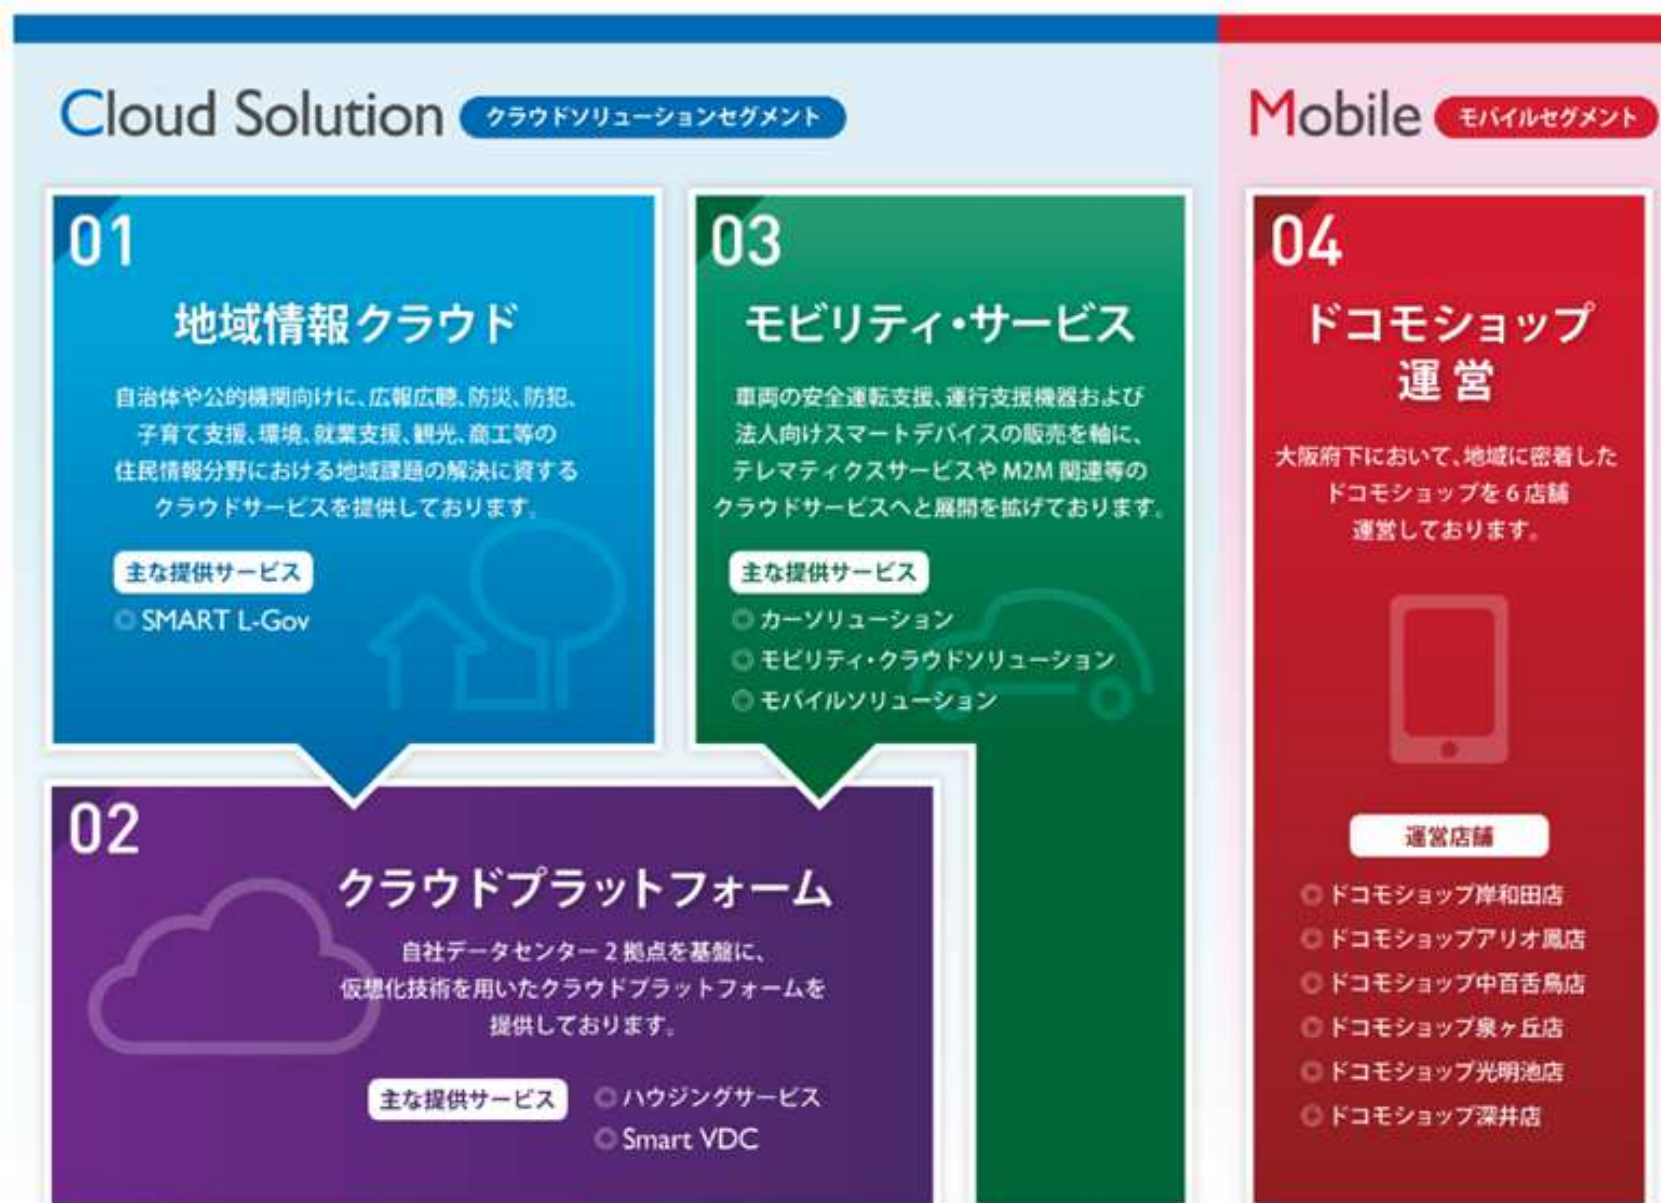 Cloud Solution クラウドソリューションセグメント
01
地域情報クラウド
自治体や公的機関向けに、広報広聴、防災、防犯、
子育て支援、環境、就業支援、観光、商工等の
住民情報分野における地域課題の解決に資する
クラウドサービスを提供しております。
主な提供サービス
◎ SMART L-Gov
02
クラウドプラットフォーム
自社データセンター2拠点を基盤に、
仮想化技術を用いたクラウドプラットフォームを
提供しております。
主な提供サービス
◎ ハウジングサービス
◎ Smart VDC
03
モビリティ・サービス
車両の安全運転支援、運行支援機器および
法人向けスマートデバイスの販売を軸に、
テレマティクスサービスや M2M 関連等の
クラウドサービスへと展開を拡げております。
主な提供サービス
◎ カーソリューション
◎ モビリティ・クラウドソリューション
◎ モバイルソリューション
Mobile モバイルセグメント
04
ドコモショップ
運営
大阪府下において、地域に密着した
ドコモショップを6店舗
運営しております。
運営店舗
◎ ドコモショップ岸和田店
◎ ドコモショップアリオ鳳店
◎ ドコモショップ中百舌鳥店
◎ ドコモショップ泉ヶ丘店
◎ ドコモショップ光明池店
◎ ドコモショップ深井店